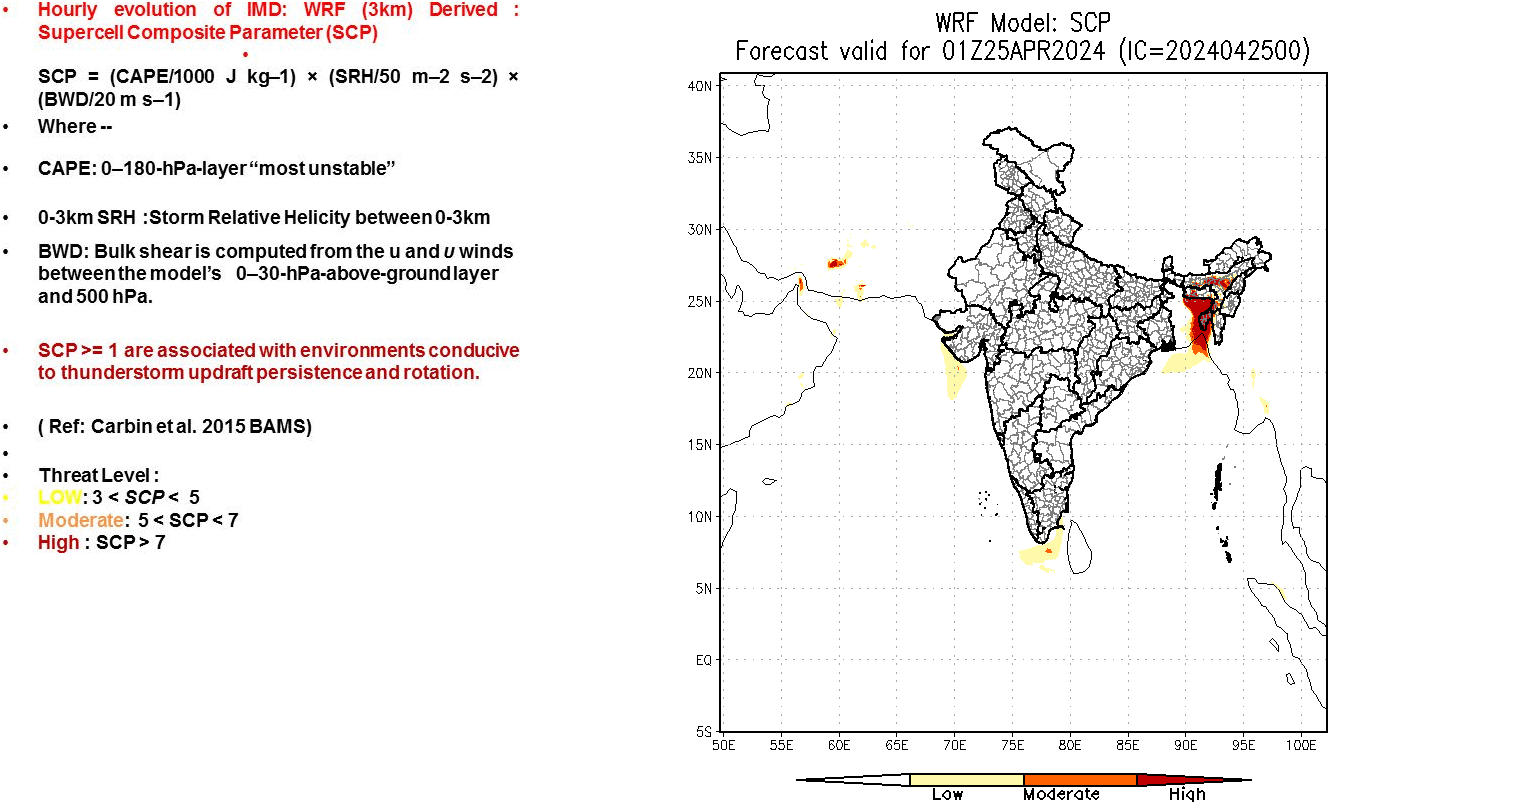 • Hourly evolution of IMD: WRF (3km) Derived :
Supercell Composite Parameter (SCP)
•
SCP = (CAPE/1000 J kg–1) × (SRH/50 m–2 s–2) ×
(BWD/20 m s–1)
• Where --
• CAPE: 0–180-hPa-layer “most unstable”
• 0-3km SRH :Storm Relative Helicity between 0-3km
• BWD: Bulk shear is computed from the u and υ winds
between the model’s 0–30-hPa-above-ground layer
and 500 hPa.
• SCP >= 1 are associated with environments conducive
to thunderstorm updraft persistence and rotation.
• ( Ref: Carbin et al. 2015 BAMS)
•
• Threat Level :
• LOW: 3 < SCP < 5
• Moderate: 5 < SCP < 7
• High : SCP > 7
WRF Model: SCP
Forecast valid for 01Z25APR2024 (IC=2024042500)
40N
35N
30N
25N
20N
15N
10N
5N
EQ
5S
50E 55E 60E 65E 70E 75E 80E 85E 90E 95E 100E
Low Moderate High